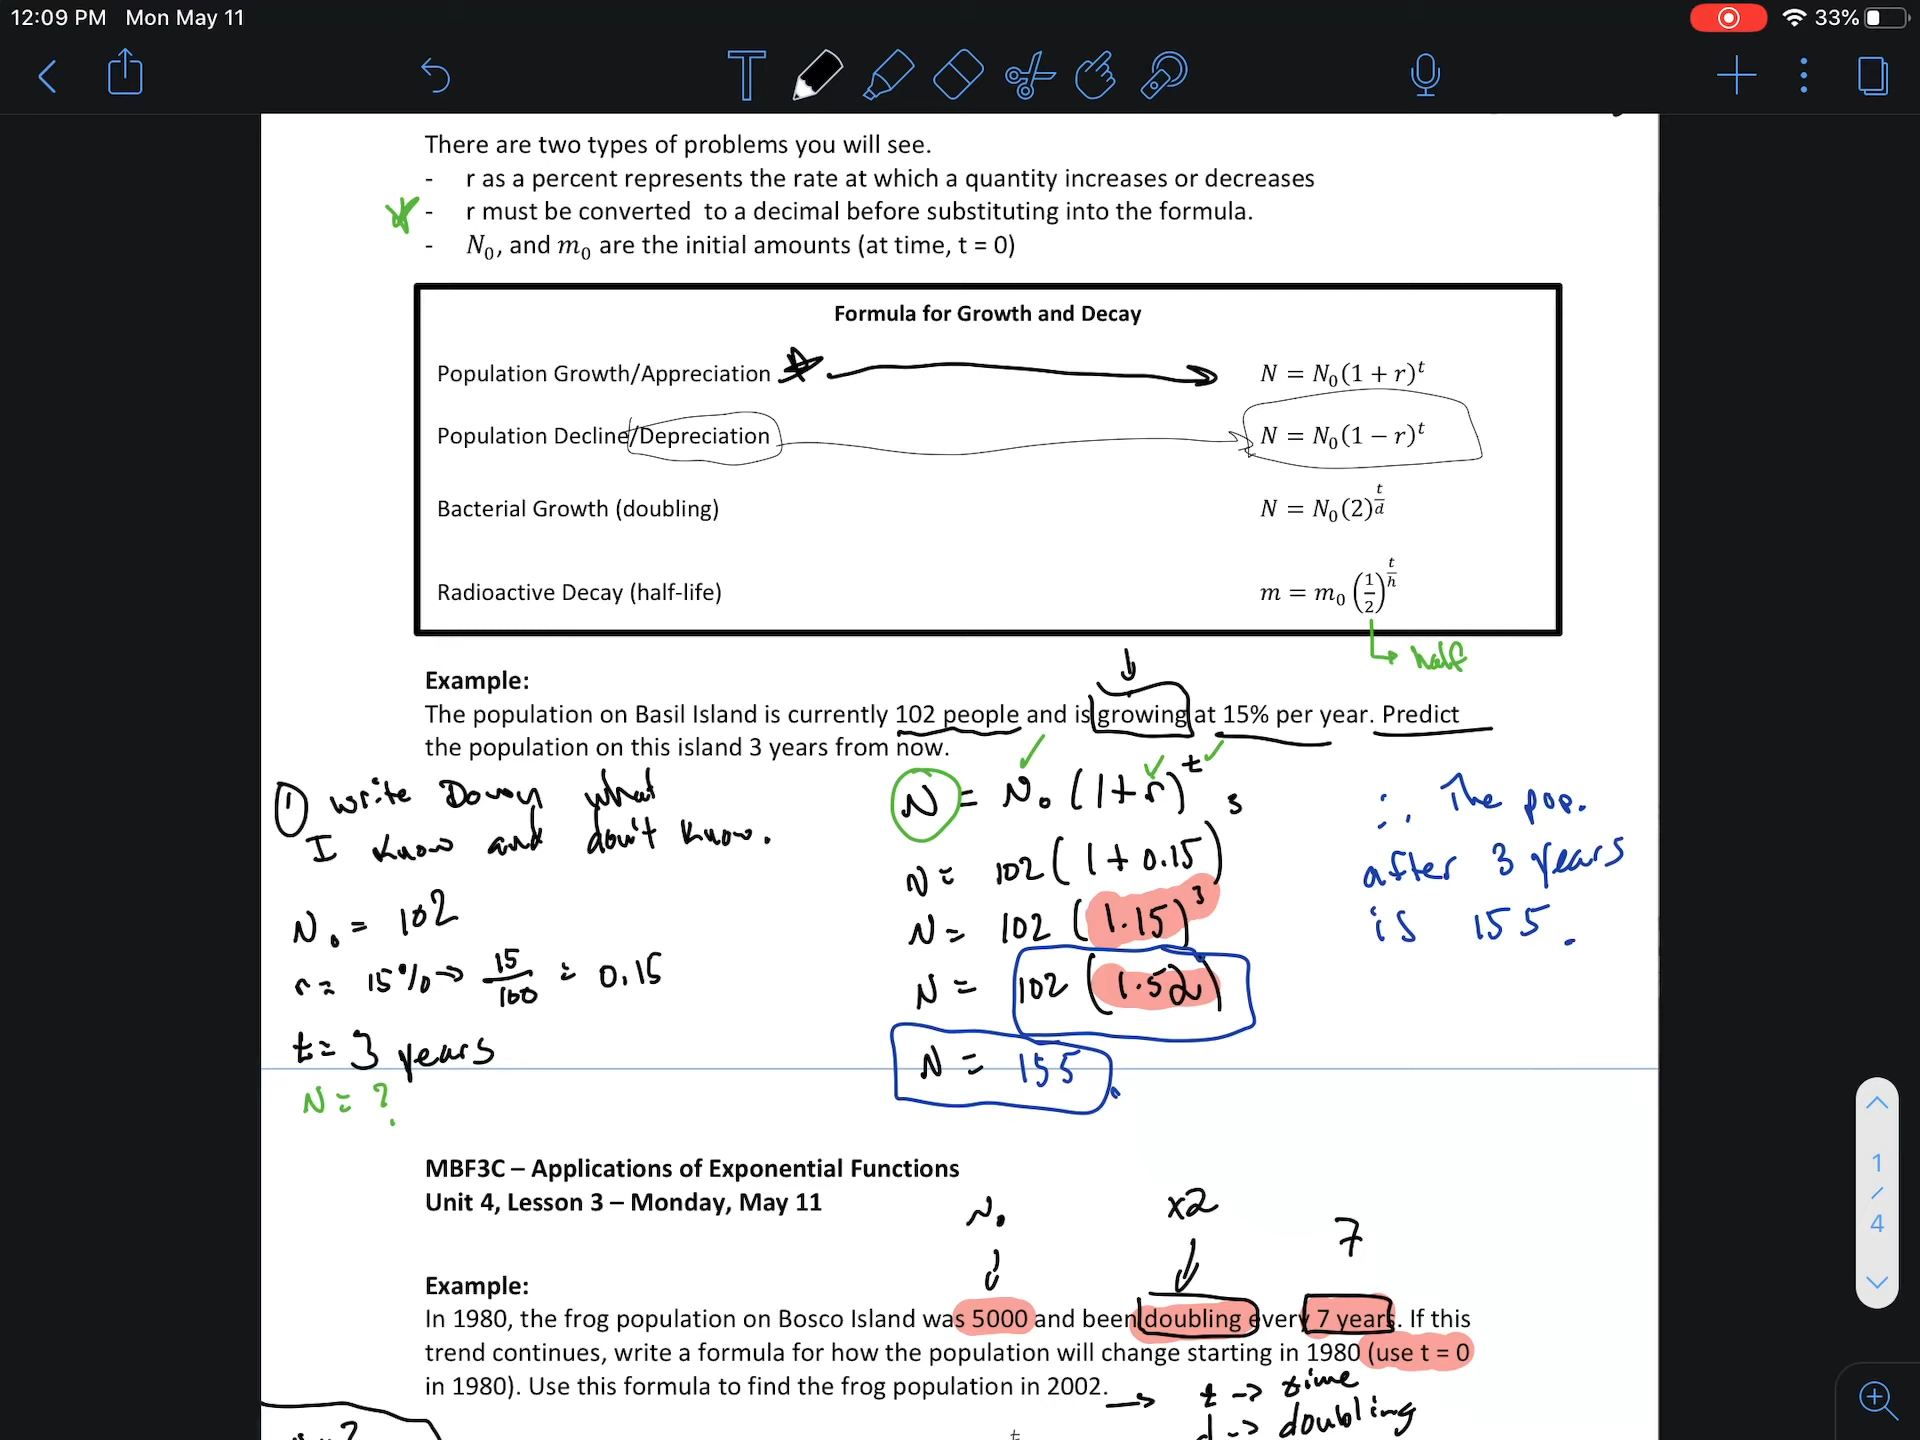 12:09 PM Mon May 11
33%
There are two types of problems you will see.
- r as a percent represents the rate at which a quantity increases or decreases
- r must be converted to a decimal before substituting into the formula.
- N₀, and m₀ are the initial amounts (at time, t = 0)
Formula for Growth and Decay
Population Growth/Appreciation N = N₀(1 + r)^t
Population Decline/Depreciation N = N₀(1 − r)^t
Bacterial Growth (doubling) N = N₀(2)^(t/d)
Radioactive Decay (half-life) m = m₀(1/2)^(t/h)
half
Example:
The population on Basil Island is currently 102 people and is growing at 15% per year. Predict
the population on this island 3 years from now.
① write Down what
I know and don't know.
N₀ = 102
r = 15% → 15/100 = 0.15
t = 3 years
N = ?
N = N₀ (1 + r)^t
N = 102 (1 + 0.15)^3
N = 102 (1.15)^3
N = 102 (1.52)
N = 155
∴ The pop.
after 3 years
is 155.
MBF3C – Applications of Exponential Functions
Unit 4, Lesson 3 – Monday, May 11
N₀ x2 7
Example:
In 1980, the frog population on Bosco Island was 5000 and been doubling every 7 years. If this
trend continues, write a formula for how the population will change starting in 1980 (use t = 0
in 1980). Use this formula to find the frog population in 2002.
→ t → time
d → doubling
1
/
4